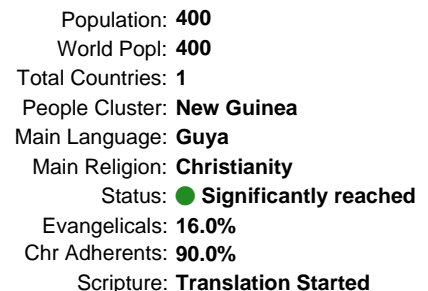 Population: 400
World Popl: 400
Total Countries: 1
People Cluster: New Guinea
Main Language: Guya
Main Religion: Christianity
Status: Significantly reached
Evangelicals: 16.0%
Chr Adherents: 90.0%
Scripture: Translation Started